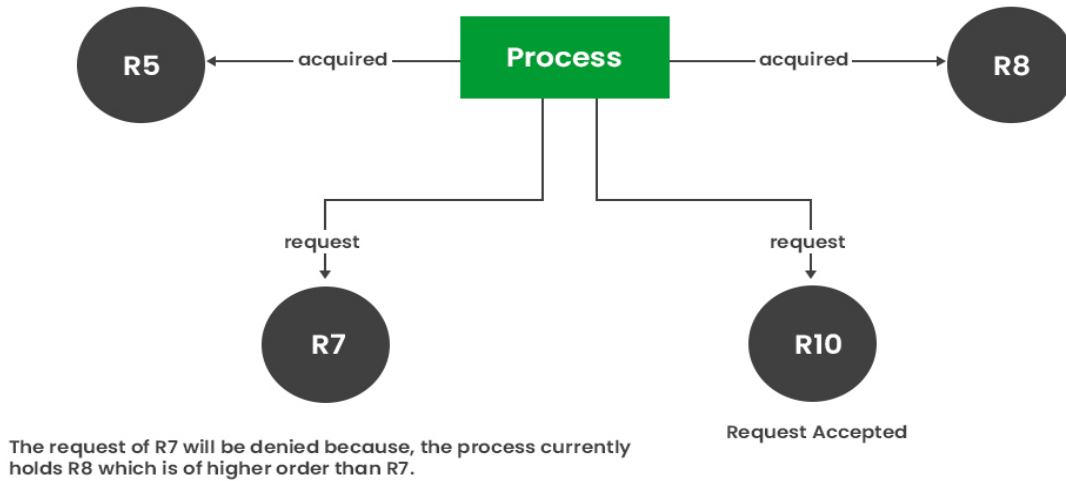 R5
acquired
Process
acquired
R8
request
request
R7
R10
The request of R7 will be denied because, the process currently
holds R8 which is of higher order than R7.
Request Accepted